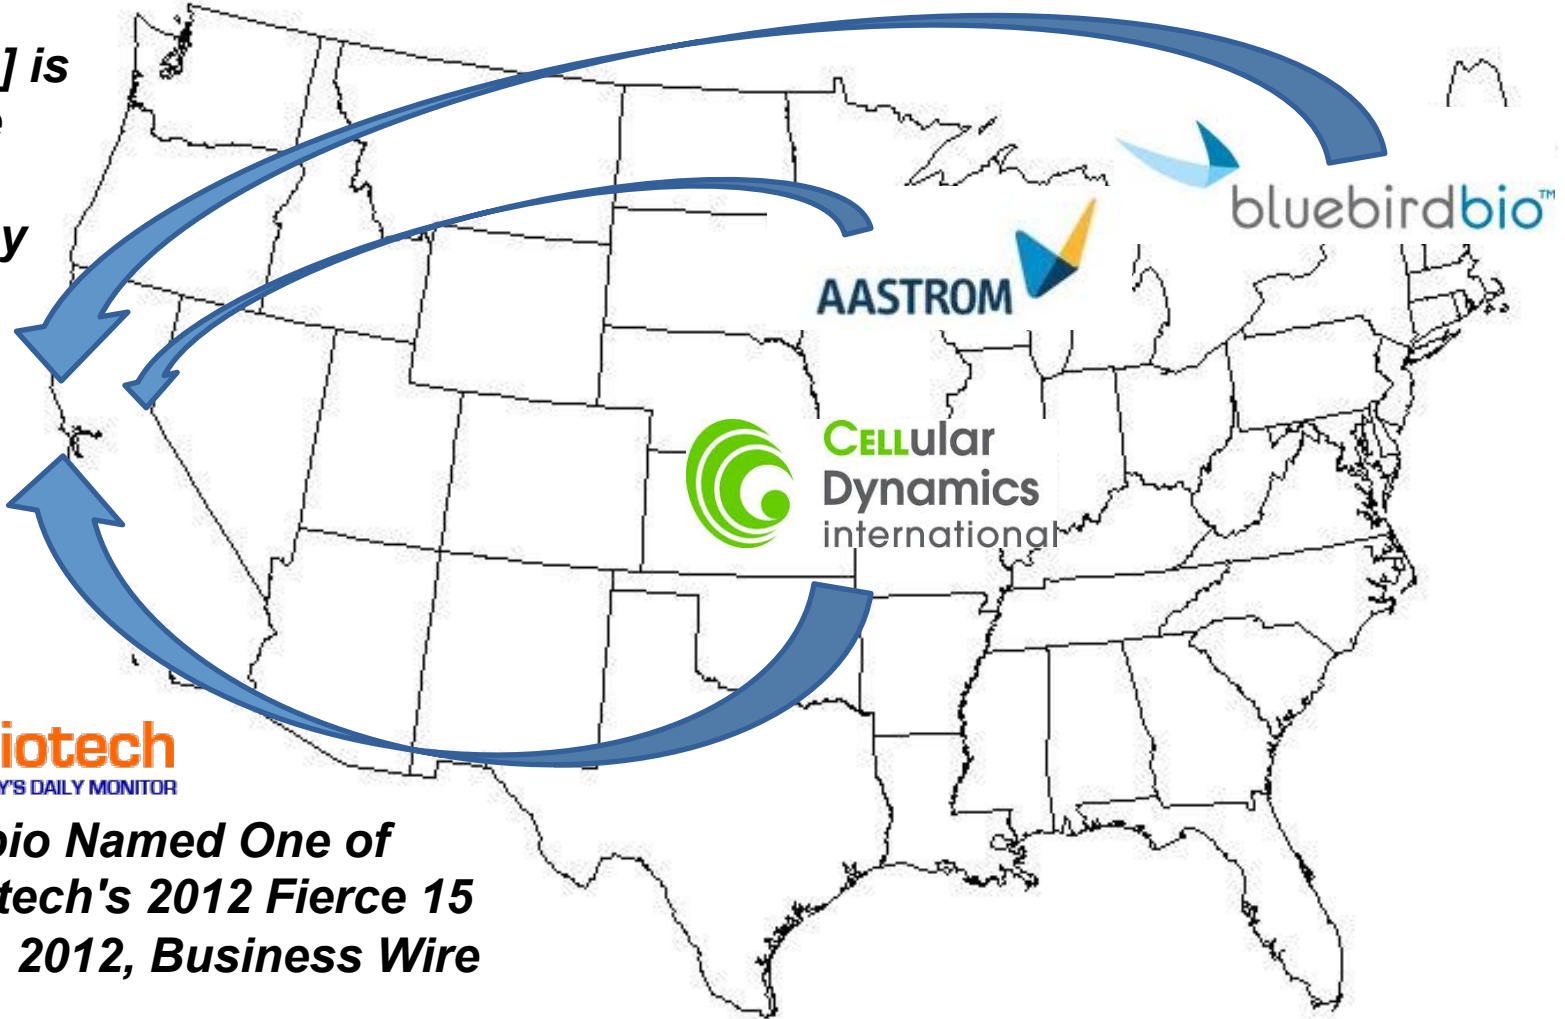 ] is
y
bluebirdbio™
AASTROM
CELLular
Dynamics
international
iotech
Y'S DAILY MONITOR
bio Named One of
tech's 2012 Fierce 15
2012, Business Wire